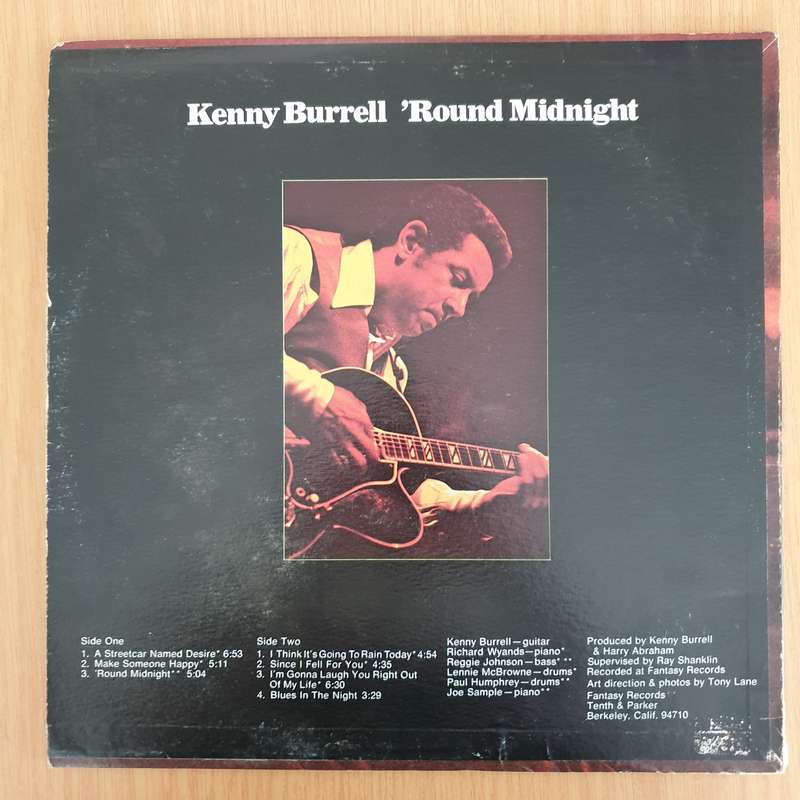 Kenny Burrell 'Round Midnight
Side One
1. A Streetcar Named Desire* 6:53
2. Make Someone Happy* 5:11
3. 'Round Midnight** 5:04
Side Two
1. I Think It's Going To Rain Today* 4:54
2. Since I Fell For You* 4:35
3. I'm Gonna Laugh You Right Out
Of My Life* 6:30
4. Blues In The Night 3:29
Kenny Burrell—guitar
Richard Wyands—piano*
Reggie Johnson—bass* **
Lennie McBrowne—drums*
Paul Humphrey—drums**
Joe Sample—piano**
Produced by Kenny Burrell
& Harry Abraham
Supervised by Ray Shanklin
Recorded at Fantasy Records
Art direction & photos by Tony Lane
Fantasy Records
Tenth & Parker
Berkeley, Calif. 94710